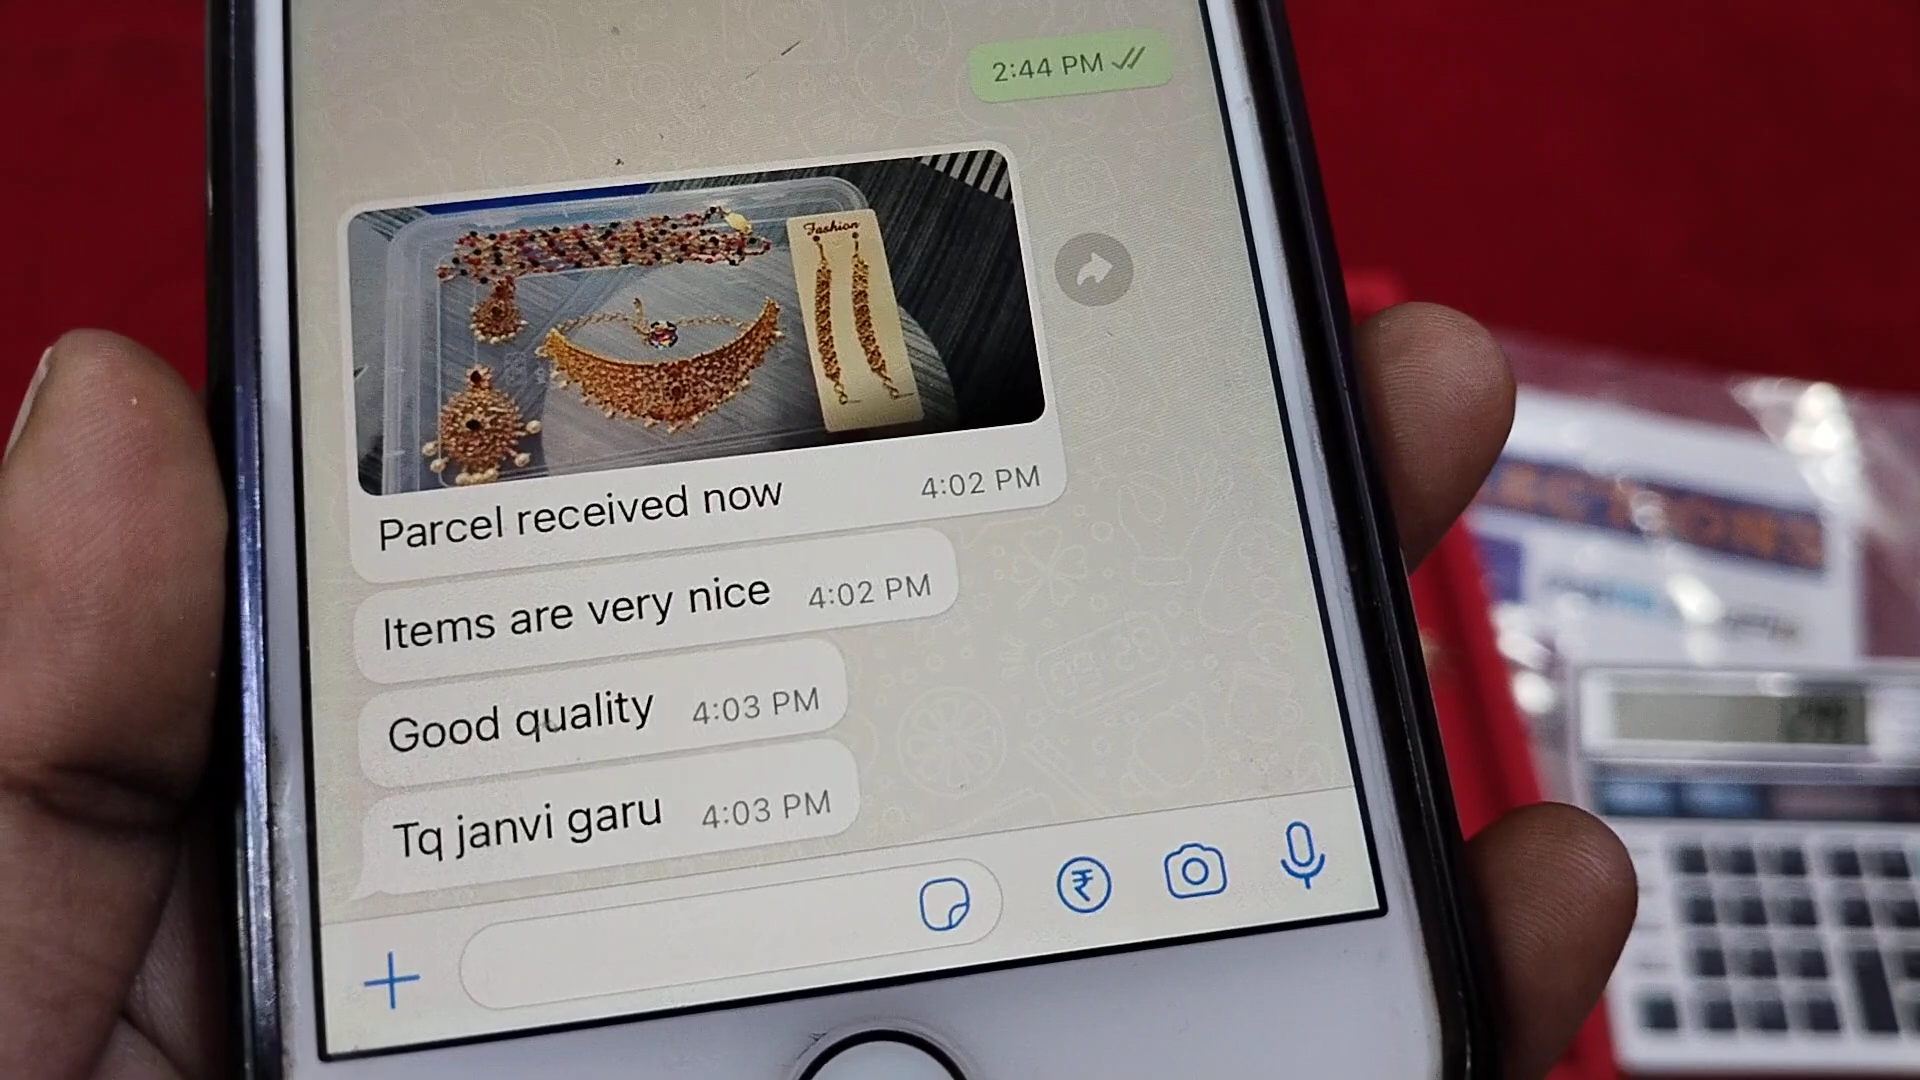 2:44 PM
Fashion
Parcel received now 4:02 PM
Items are very nice 4:02 PM
Good quality 4:03 PM
Tq janvi garu 4:03 PM
₹